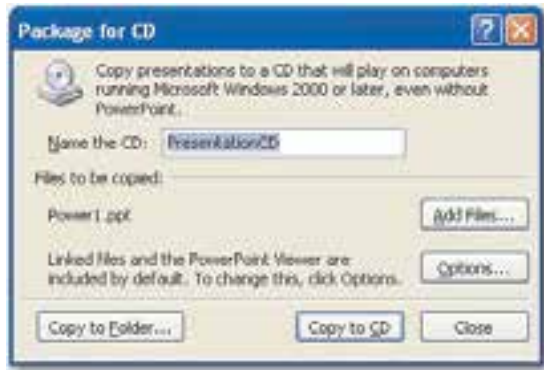 Package for CD
Copy presentations to a CD that will play on computers
running Microsoft Windows 2000 or later, even without
PowerPoint.
Name the CD: PresentationCD
Files to be copied:
Power1.ppt
Add Files...
Linked files and the PowerPoint Viewer are
included by default. To change this, click Options.
Options...
Copy to Folder... Copy to CD Close